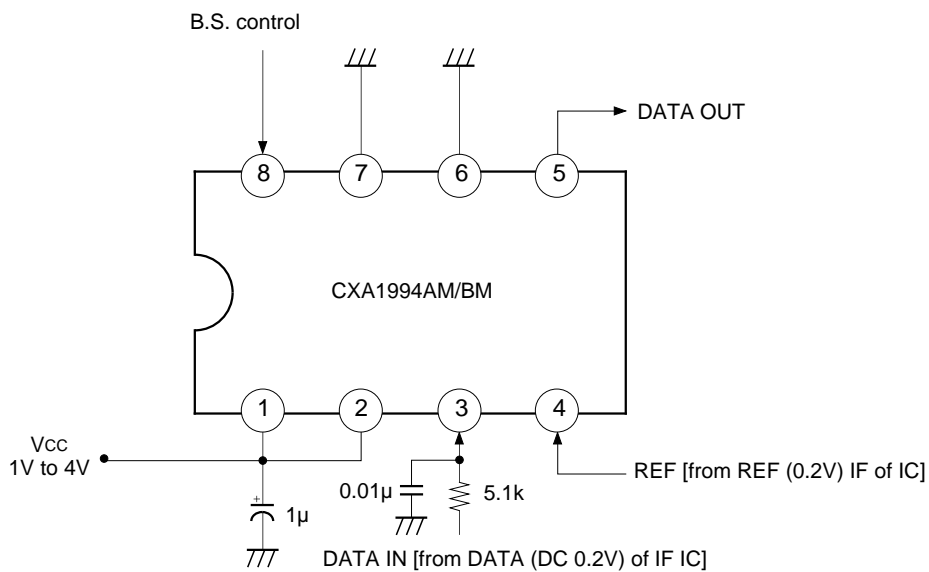 B.S. control
DATA OUT
8
7
6
5
CXA1994AM/BM
1
2
3
4
VCC
1V to 4V
REF [from REF (0.2V) IF of IC]
0.01µ
5.1k
+
1µ
DATA IN [from DATA (DC 0.2V) of IF IC]